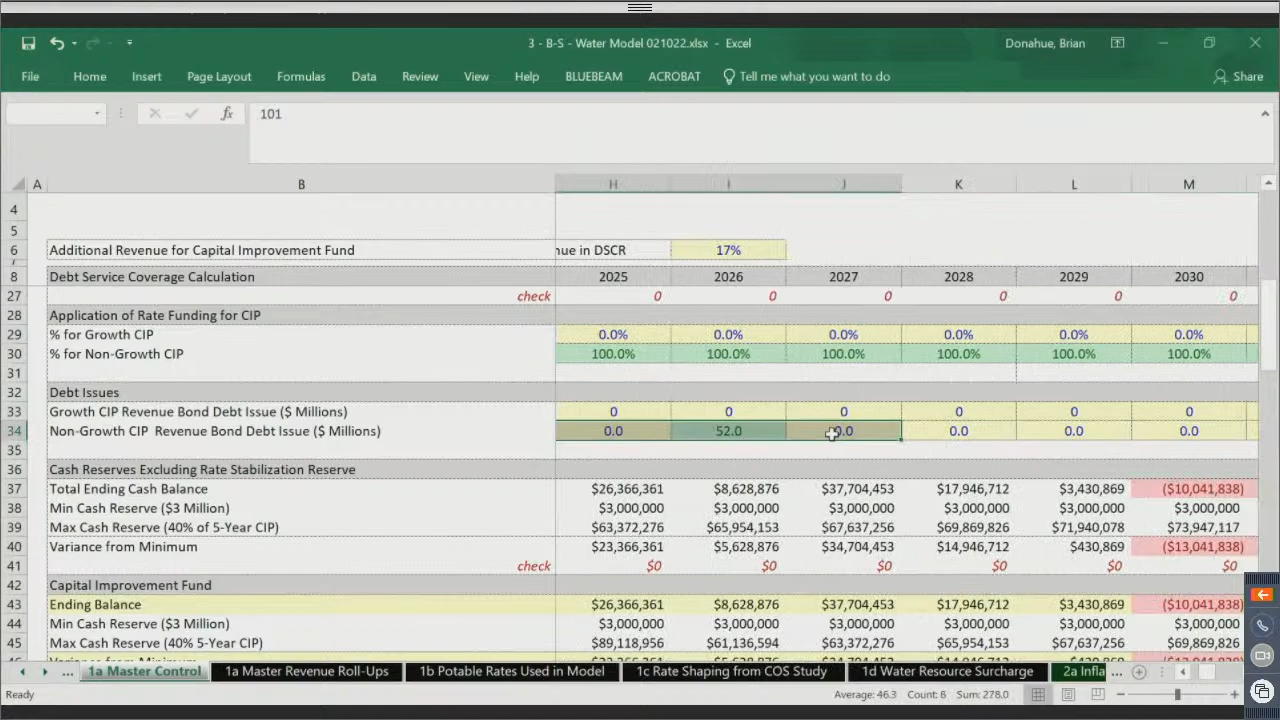 3 - B-S - Water Model 021022.xlsx - Excel
Donahue, Brian
File Home Insert Page Layout Formulas Data Review View Help BLUEBEAM ACROBAT Tell me what you want to do Share
fx 101
A B H I J K L M
4
5
6 Additional Revenue for Capital Improvement Fund nue in DSCR 17%
8 Debt Service Coverage Calculation 2025 2026 2027 2028 2029 2030
27 check 0 0 0 0 0 0
28 Application of Rate Funding for CIP
29 % for Growth CIP 0.0% 0.0% 0.0% 0.0% 0.0% 0.0%
30 % for Non-Growth CIP 100.0% 100.0% 100.0% 100.0% 100.0% 100.0%
31
32 Debt Issues
33 Growth CIP Revenue Bond Debt Issue ($ Millions) 0 0 0 0 0 0
34 Non-Growth CIP Revenue Bond Debt Issue ($ Millions) 0.0 52.0 0.0 0.0 0.0 0.0
35
36 Cash Reserves Excluding Rate Stabilization Reserve
37 Total Ending Cash Balance $26,366,361 $8,628,876 $37,704,453 $17,946,712 $3,430,869 ($10,041,838)
38 Min Cash Reserve ($3 Million) $3,000,000 $3,000,000 $3,000,000 $3,000,000 $3,000,000 $3,000,000
39 Max Cash Reserve (40% of 5-Year CIP) $63,372,276 $65,954,153 $67,637,256 $69,869,826 $71,940,078 $73,947,117
40 Variance from Minimum $23,366,361 $5,628,876 $34,704,453 $14,946,712 $430,869 ($13,041,838)
41 check $0 $0 $0 $0 $0 $0
42 Capital Improvement Fund
43 Ending Balance $26,366,361 $8,628,876 $37,704,453 $17,946,712 $3,430,869 ($10,041,838)
44 Min Cash Reserve ($3 Million) $3,000,000 $3,000,000 $3,000,000 $3,000,000 $3,000,000 $3,000,000
45 Max Cash Reserve (40% 5-Year CIP) $89,118,956 $61,136,594 $63,372,276 $65,954,153 $67,637,256 $69,869,826
... 1a Master Control 1a Master Revenue Roll-Ups 1b Potable Rates Used in Model 1c Rate Shaping from COS Study 1d Water Resource Surcharge 2a Infla ...
Ready Average: 46.3 Count: 6 Sum: 278.0